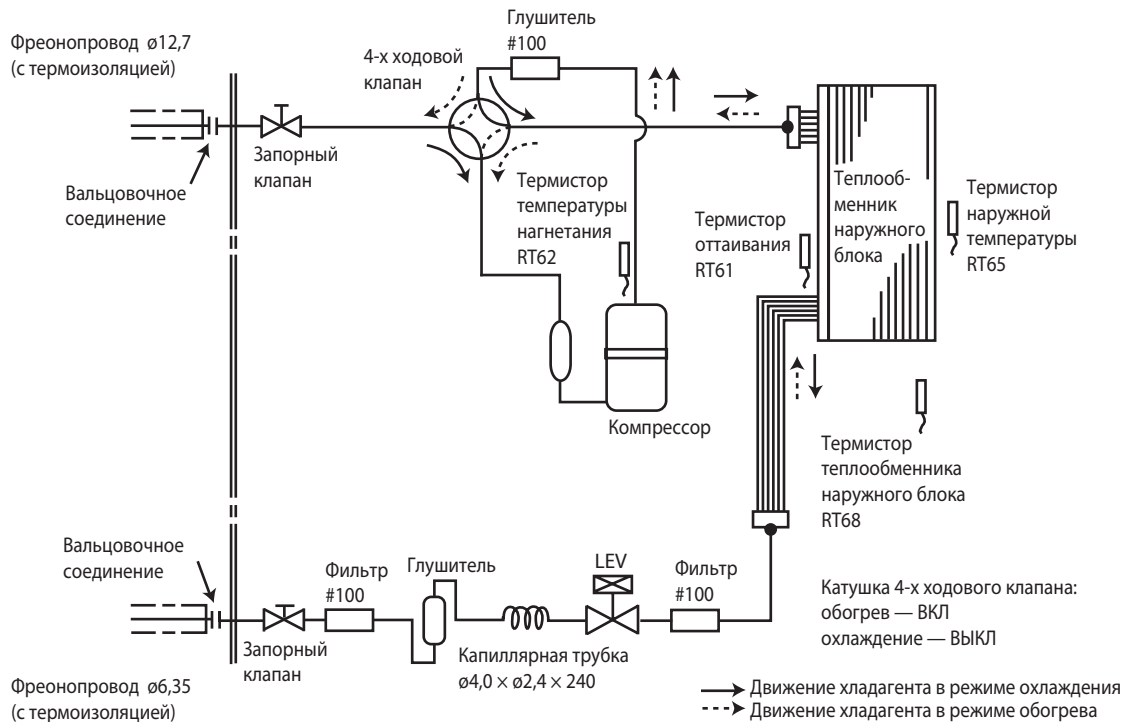 Фреонопровод ø12,7
(с термоизоляцией)
4-х ходовой
клапан
Глушитель
#100
Запорный
клапан
Вальцовочное
соединение
Термистор
температуры
нагнетания
RT62
Термистор
оттаивания
RT61
Теплооб-
менник
наружного
блока
Термистор
наружной
температуры
RT65
Компрессор
Термистор
теплообменника
наружного блока
RT68
Вальцовочное
соединение
Фильтр
#100
Глушитель
LEV
Фильтр
#100
Катушка 4-х ходового клапана:
обогрев — ВКЛ
охлаждение — ВЫКЛ
Запорный
клапан
Капиллярная трубка
ø4,0 × ø2,4 × 240
Фреонопровод ø6,35
(с термоизоляцией)
Движение хладагента в режиме охлаждения
Движение хладагента в режиме обогрева